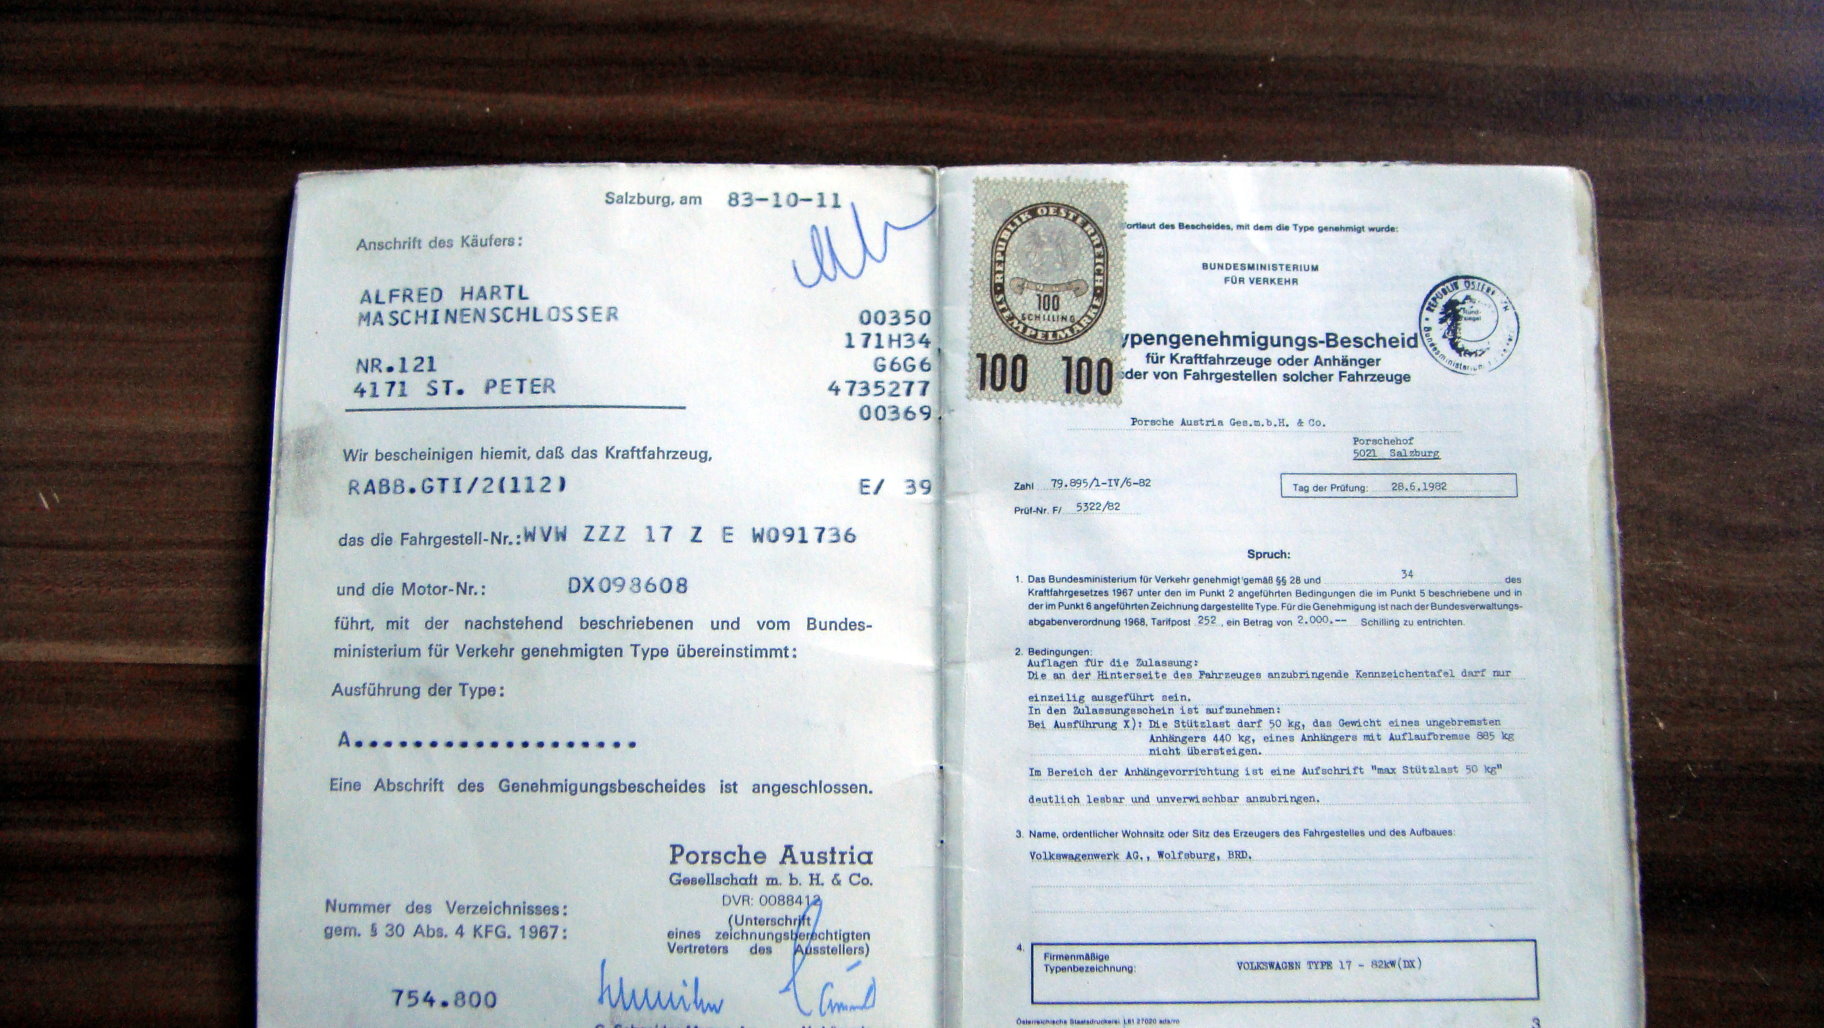 Salzburg, am 83-10-11
Anschrift des Käufers:
ALFRED HARTL
MASCHINENSCHLOSSER 00350
171H34
NR.121 G6G6
4171 ST. PETER 4735277
00369
Wir bescheinigen hiemit, daß das Kraftfahrzeug,
RABB.GTI/2(112) E/ 39
das die Fahrgestell-Nr.: WVW ZZZ 17 Z E W091736
und die Motor-Nr.: DX098608
führt, mit der nachstehend beschriebenen und vom Bundes-
ministerium für Verkehr genehmigten Type übereinstimmt:
Ausführung der Type:
A...................
Eine Abschrift des Genehmigungsbescheides ist angeschlossen.
Porsche Austria
Gesellschaft m. b. H. & Co.
DVR: 0088412
(Unterschrift
eines zeichnungsberechtigten
Vertreters des Ausstellers)
Nummer des Verzeichnisses:
gem. § 30 Abs. 4 KFG. 1967:
754.800
REPUBLIK OESTERREICH
STEMPELMARKE
100
SCHILLING
100 100
ortlaut des Bescheides, mit dem die Type genehmigt wurde:
BUNDESMINISTERIUM
FÜR VERKEHR
ypengenehmigungs-Bescheid
für Kraftfahrzeuge oder Anhänger
oder von Fahrgestellen solcher Fahrzeuge
Porsche Austria Ges.m.b.H. & Co.
Porschehof
5021 Salzburg
Zahl 79.895/1-IV/6-82
Tag der Prüfung: 28.6.1982
Prüf-Nr. F/ 5322/82
Spruch:
1. Das Bundesministerium für Verkehr genehmigt gemäß §§ 28 und 34 des
Kraftfahrgesetzes 1967 unter den im Punkt 2 angeführten Bedingungen die im Punkt 5 beschriebene und in
der im Punkt 6 angeführten Zeichnung dargestellte Type. Für die Genehmigung ist nach der Bundesverwaltungs-
abgabenverordnung 1968, Tarifpost 252, ein Betrag von 2.000.-- Schilling zu entrichten.
2. Bedingungen:
Auflagen für die Zulassung:
Die an der Hinterseite des Fahrzeuges anzubringende Kennzeichentafel darf nur
einzeilig ausgeführt sein.
In den Zulassungsschein ist aufzunehmen:
Bei Ausführung X): Die Stützlast darf 50 kg, das Gewicht eines ungebremsten
Anhängers 440 kg, eines Anhängers mit Auflaufbremse 885 kg
nicht übersteigen.
Im Bereich der Anhängevorrichtung ist eine Aufschrift "max Stützlast 50 kg"
deutlich lesbar und unverwischbar anzubringen.
3. Name, ordentlicher Wohnsitz oder Sitz des Erzeugers des Fahrgestelles und des Aufbaues:
Volkswagenwerk AG., Wolfsburg, BRD.
4. Firmenmäßige
Typenbezeichnung: VOLKSWAGEN TYPE 17 - 82kW(DX)
Österreichische Staatsdruckerei. L61 27020
3